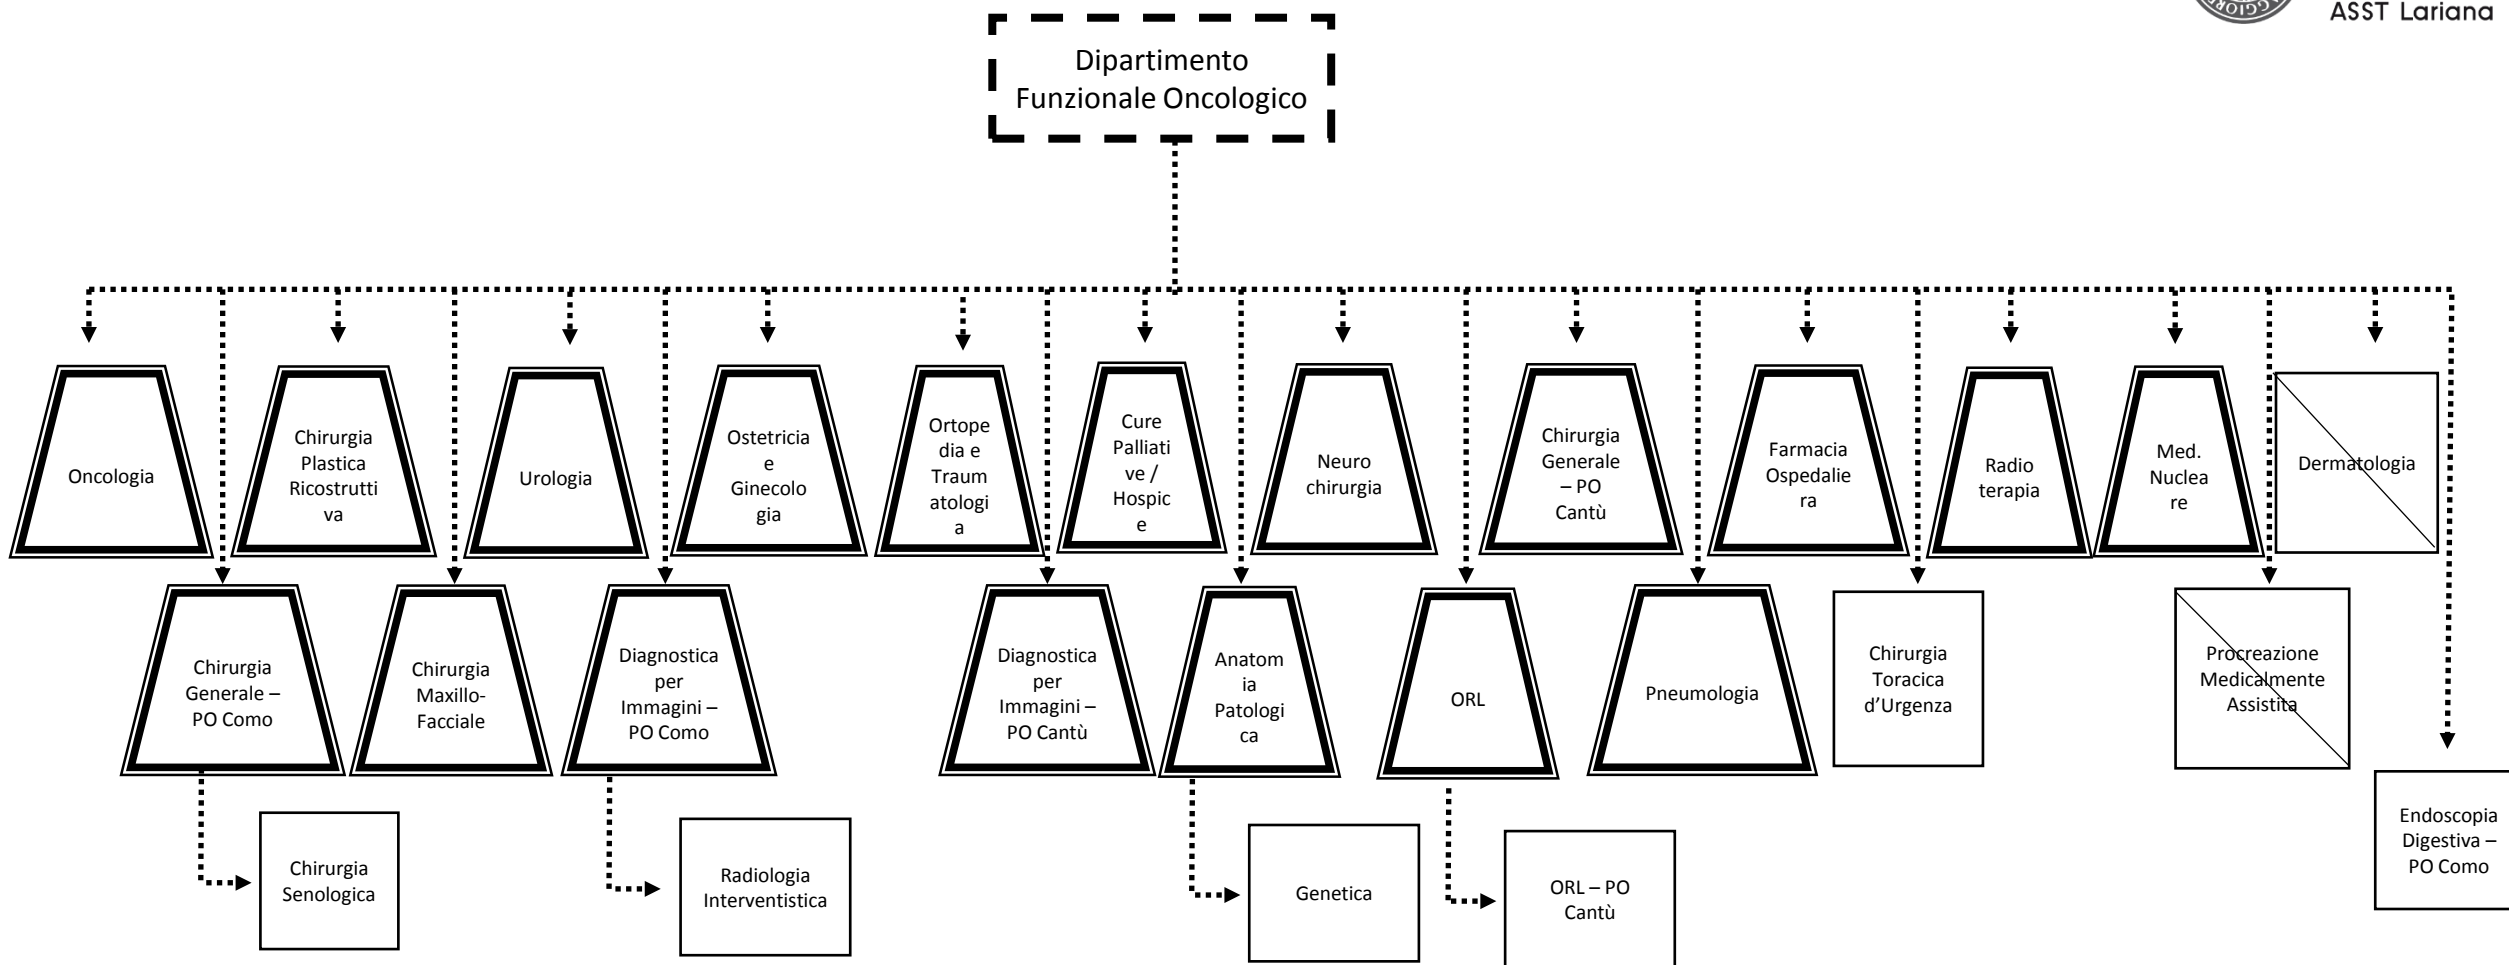 AGGIORE
ASST Lariana
Dipartimento
Funzionale Oncologico
Oncologia
Chirurgia
Plastica
Ricostrutti
va
Urologia
Ostetricia
e
Ginecolo
gia
Ortope
dia e
Traum
atologi
a
Cure
Palliati
ve /
Hospic
e
Neuro
chirurgia
Chirurgia
Generale
– PO
Cantù
Farmacia
Ospedalie
ra
Radio
terapia
Med.
Nuclea
re
Dermatologia
Chirurgia
Generale –
PO Como
Chirurgia
Maxillo-
Facciale
Diagnostica
per
Immagini –
PO Como
Diagnostica
per
Immagini –
PO Cantù
Anatom
ia
Patologi
ca
ORL
Pneumologia
Chirurgia
Toracica
d’Urgenza
Procreazione
Medicalmente
Assistita
Endoscopia
Digestiva –
PO Como
Chirurgia
Senologica
Radiologia
Interventistica
Genetica
ORL – PO
Cantù